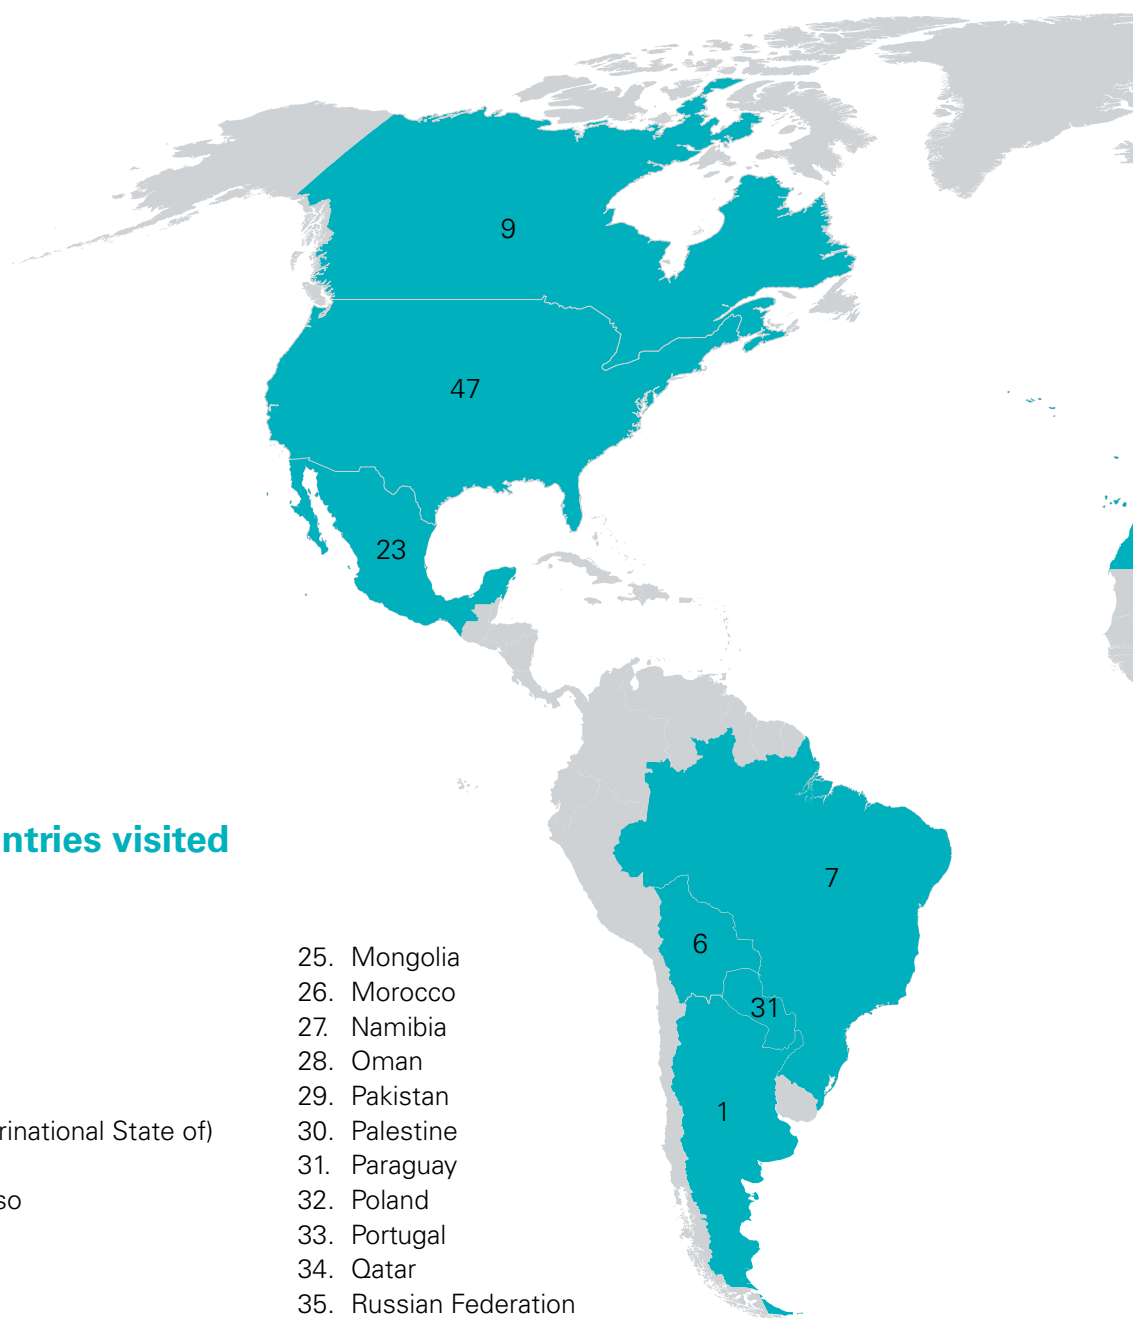 9
47
23
7
6
31
1
ntries visited
rinational State of)
so
25. Mongolia
26. Morocco
27. Namibia
28. Oman
29. Pakistan
30. Palestine
31. Paraguay
32. Poland
33. Portugal
34. Qatar
35. Russian Federation